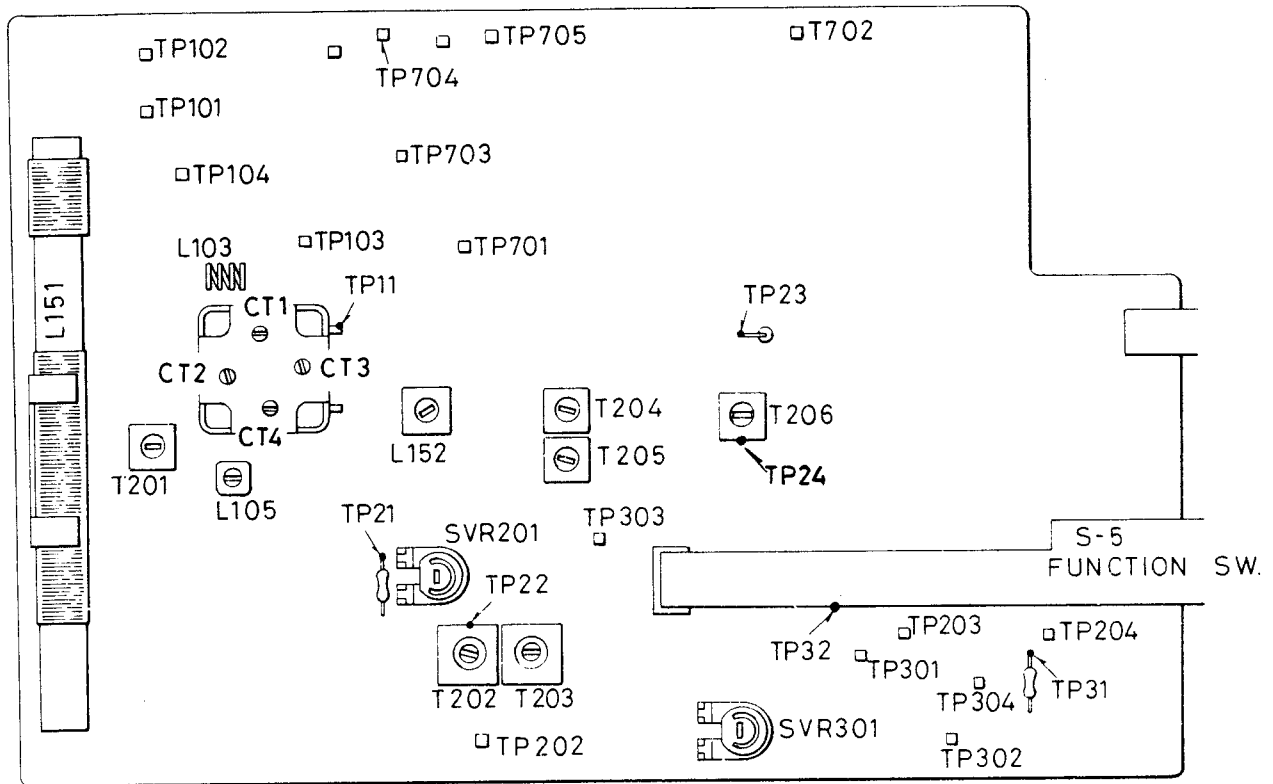 TP102
TP704
TP705
T702
TP101
TP703
TP104
L103
TP103
TP701
TP11
TP23
L151
CT1
CT2
CT3
CT4
T204
T206
L152
T205
TP24
T201
L105
TP21
SVR201
TP303
S-5
FUNCTION SW.
TP22
TP32
TP203
TP204
TP301
TP31
T202
T203
TP304
TP202
SVR301
TP302